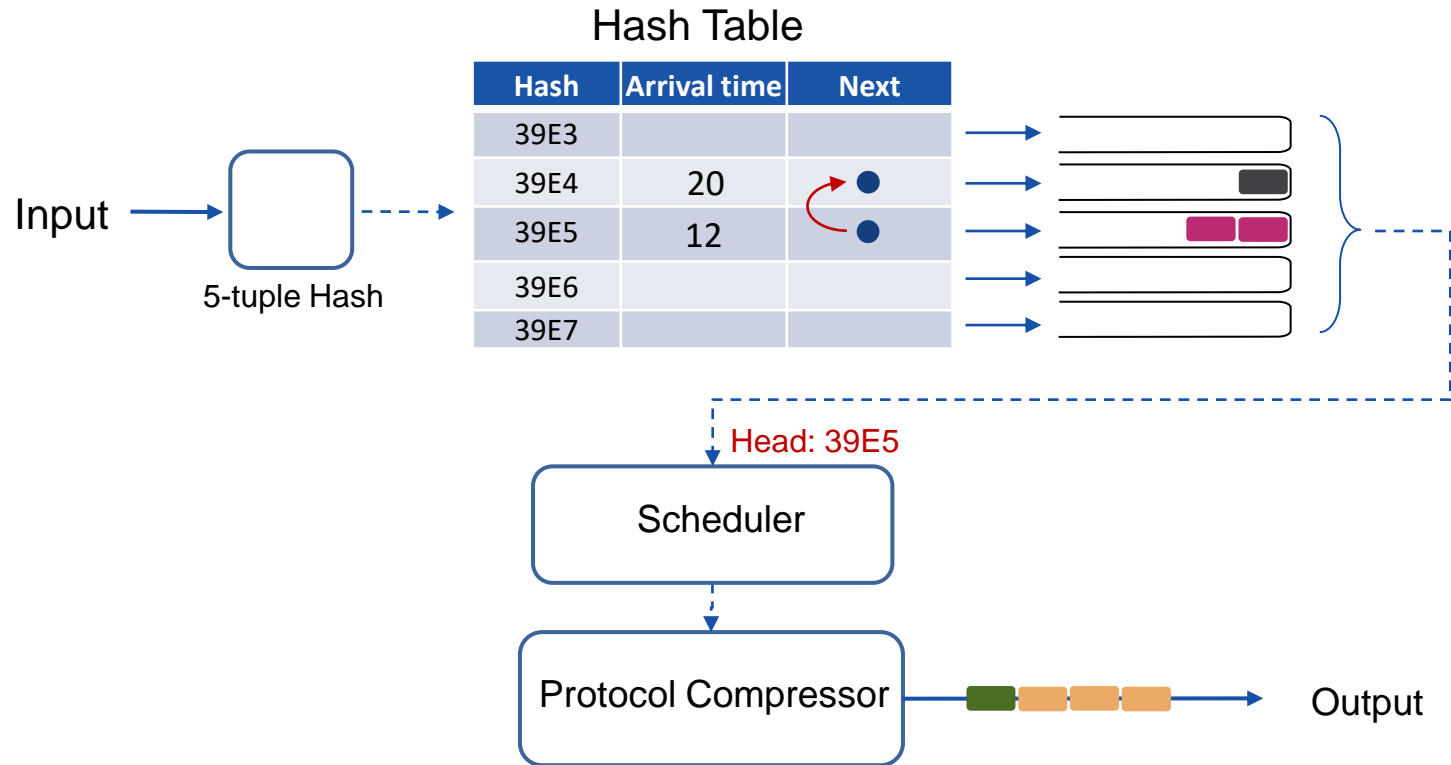 Hash Table
Hash Arrival time Next
39E3
39E4 20
39E5 12
39E6
39E7
Input
5-tuple Hash
Head: 39E5
Scheduler
Protocol Compressor
Output